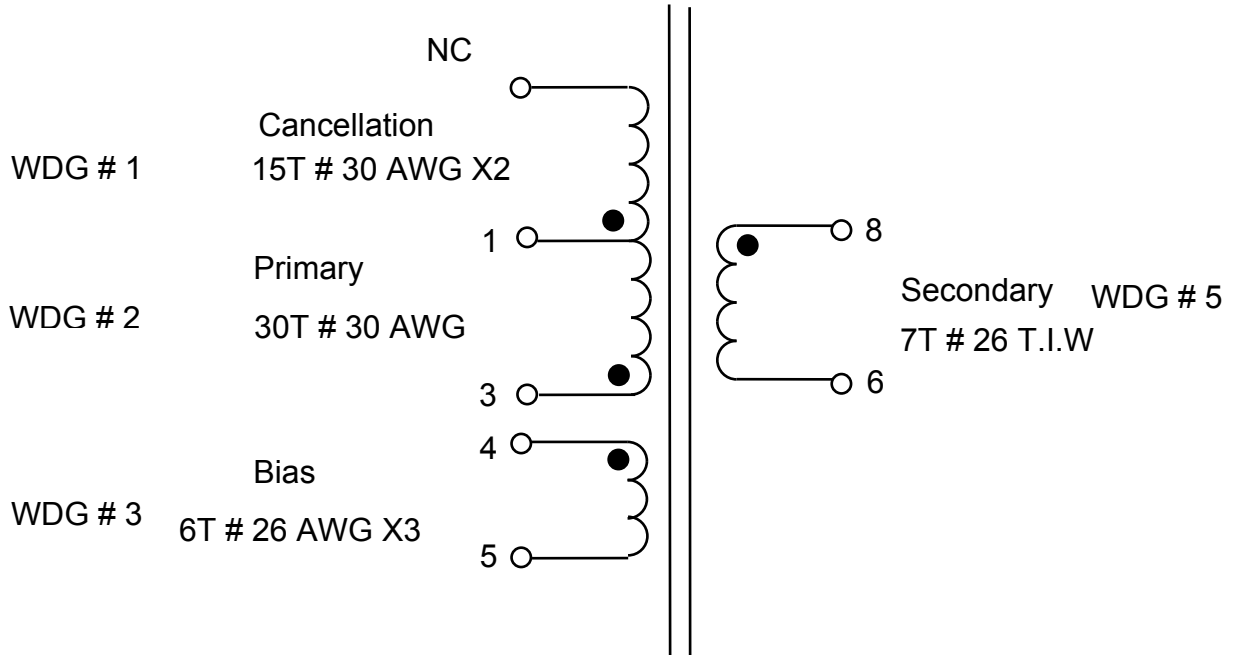 NC
Cancellation
WDG # 1
15T # 30 AWG X2
1
8
Primary
WDG # 2
30T # 30 AWG
Secondary
WDG # 5
7T # 26 T.I.W
3
6
4
Bias
WDG # 3
6T # 26 AWG X3
5